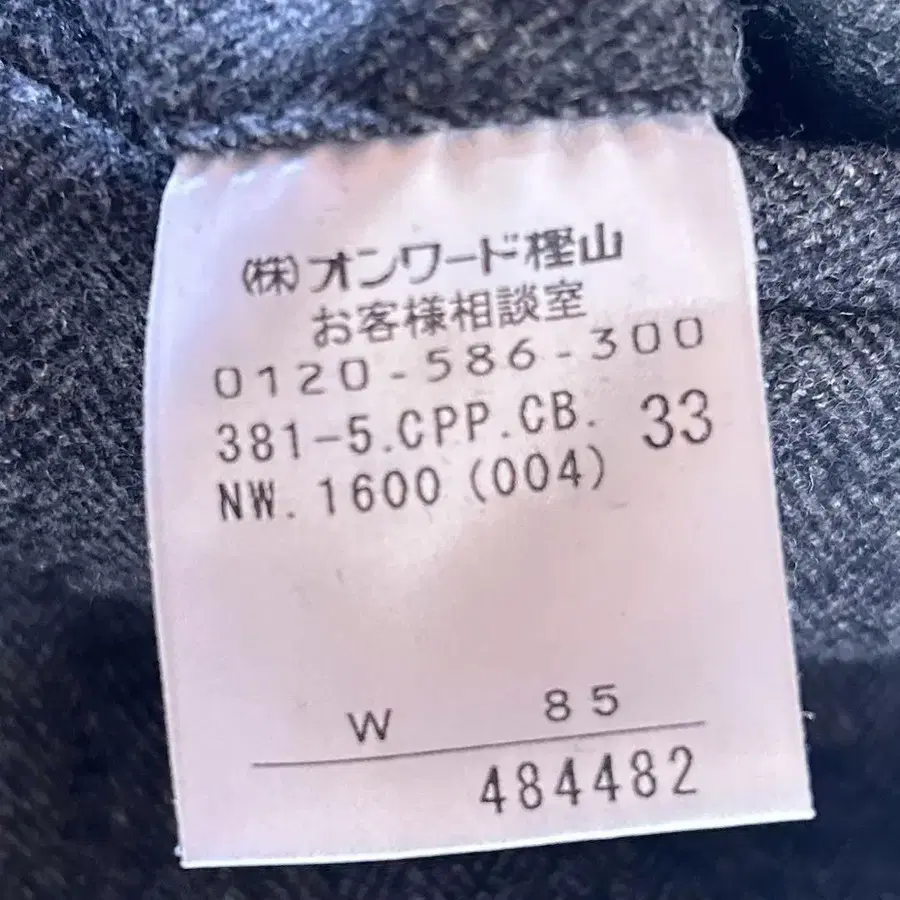 (株)オンワード樫山
お客様相談室
0120-586-300
381-5.CPP.CB. 33
NW.1600(004)
W 85
484482